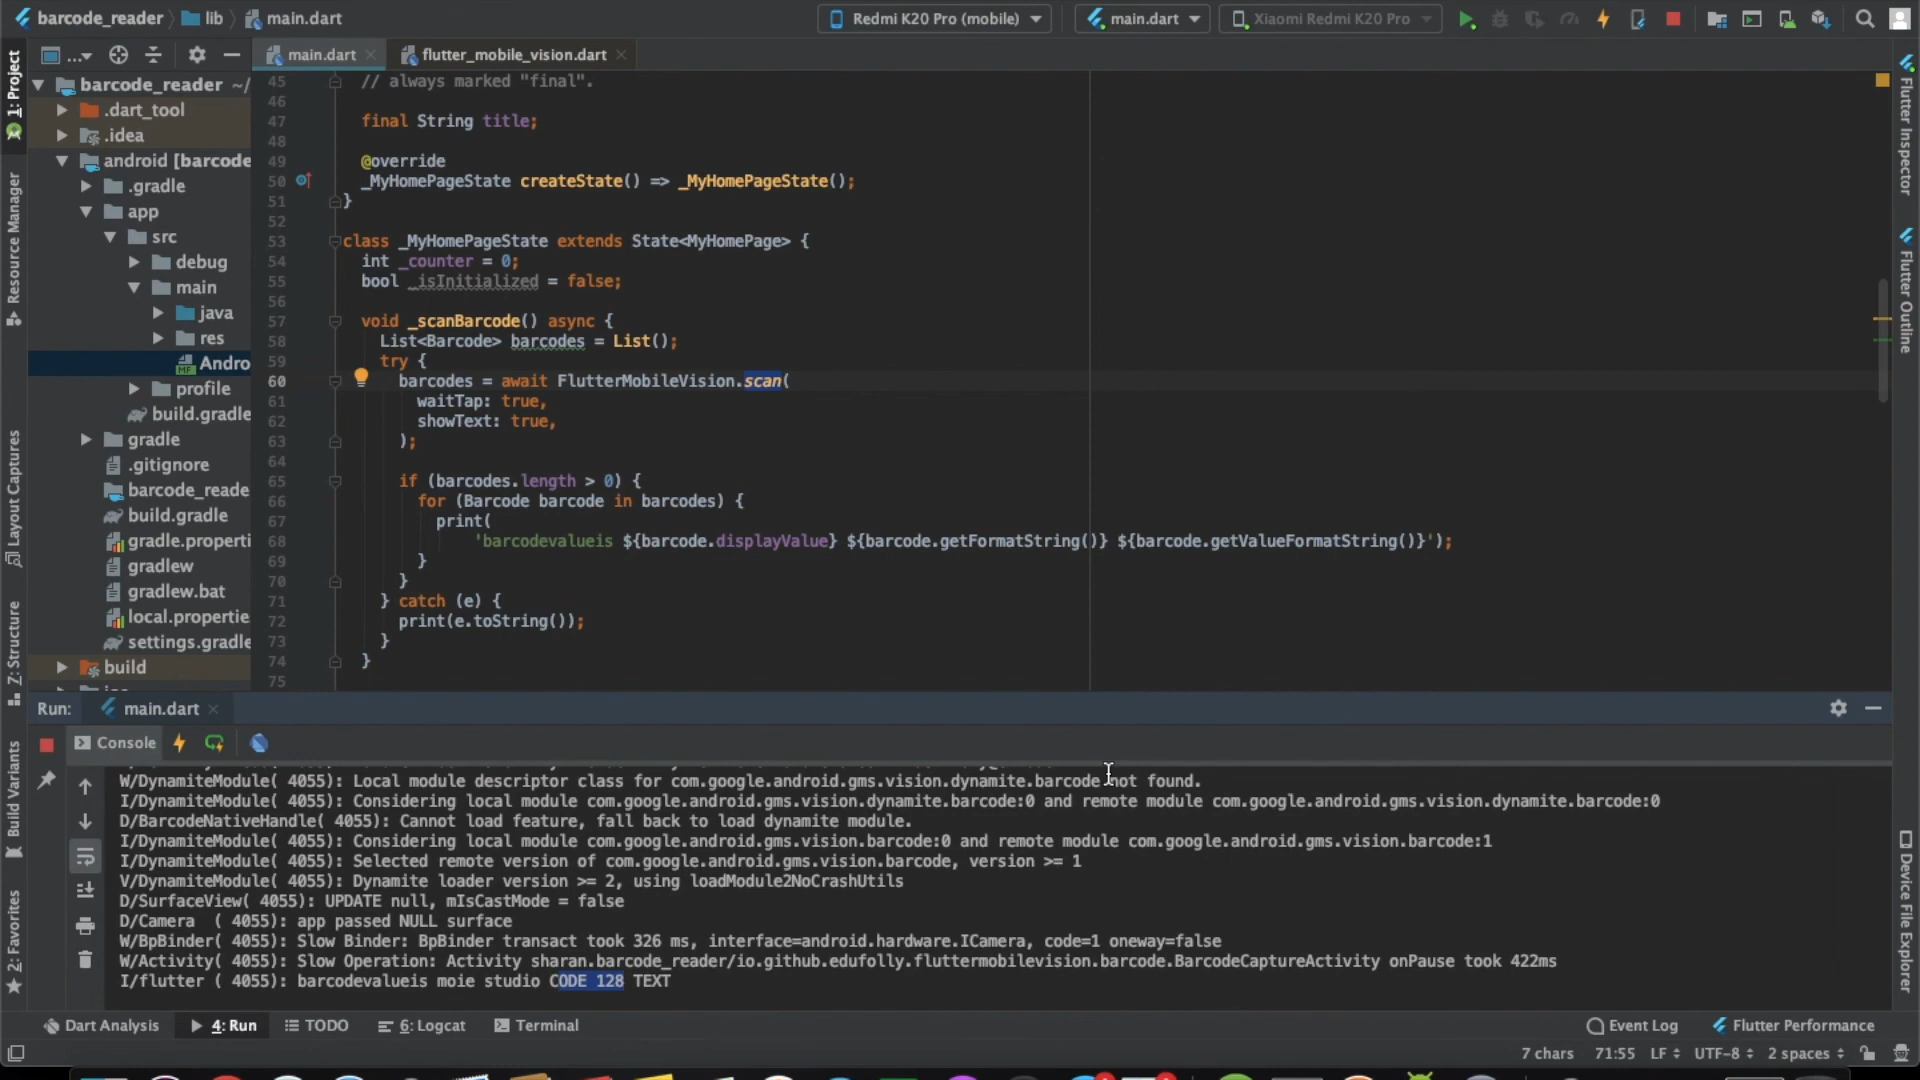 barcode_reader
lib
main.dart
Redmi K20 Pro (mobile)
main.dart
Xiaomi Redmi K20 Pro
1: Project
Resource Manager
Layout Captures
Z: Structure
Build Variants
2: Favorites
...
main.dart
flutter_mobile_vision.dart
barcode_reader ~/
.dart_tool
.idea
android [barcode
.gradle
app
src
debug
main
java
res
Andro
profile
build.gradle
gradle
.gitignore
barcode_reade
build.gradle
gradle.properti
gradlew
gradlew.bat
local.propertie
settings.gradle
build
45 // always marked "final".
46
47 final String title;
48
49 @override
50 _MyHomePageState createState() => _MyHomePageState();
51 }
52
53 class _MyHomePageState extends State<MyHomePage> {
54 int _counter = 0;
55 bool _isInitialized = false;
56
57 void _scanBarcode() async {
58 List<Barcode> barcodes = List();
59 try {
60 barcodes = await FlutterMobileVision.scan(
61 waitTap: true,
62 showText: true,
63 );
64
65 if (barcodes.length > 0) {
66 for (Barcode barcode in barcodes) {
67 print(
68 'barcodevalueis ${barcode.displayValue} ${barcode.getFormatString()} ${barcode.getValueFormatString()}');
69 }
70 }
71 } catch (e) {
72 print(e.toString());
73 }
74 }
75
Flutter Inspector
Flutter Outline
Device File Explorer
Run:
main.dart
Console
W/DynamiteModule( 4055): Local module descriptor class for com.google.android.gms.vision.dynamite.barcode not found.
I/DynamiteModule( 4055): Considering local module com.google.android.gms.vision.dynamite.barcode:0 and remote module com.google.android.gms.vision.dynamite.barcode:0
D/BarcodeNativeHandle( 4055): Cannot load feature, fall back to load dynamite module.
I/DynamiteModule( 4055): Considering local module com.google.android.gms.vision.barcode:0 and remote module com.google.android.gms.vision.barcode:1
I/DynamiteModule( 4055): Selected remote version of com.google.android.gms.vision.barcode, version >= 1
V/DynamiteModule( 4055): Dynamite loader version >= 2, using loadModule2NoCrashUtils
D/SurfaceView( 4055): UPDATE null, mIsCastMode = false
D/Camera  ( 4055): app passed NULL surface
W/BpBinder( 4055): Slow Binder: BpBinder transact took 326 ms, interface=android.hardware.ICamera, code=1 oneway=false
W/Activity( 4055): Slow Operation: Activity sharan.barcode_reader/io.github.edufolly.fluttermobilevision.barcode.BarcodeCaptureActivity onPause took 422ms
I/flutter ( 4055): barcodevalueis moie studio CODE 128 TEXT
Dart Analysis
4: Run
TODO
6: Logcat
Terminal
Event Log
Flutter Performance
7 chars
71:55
LF
UTF-8
2 spaces